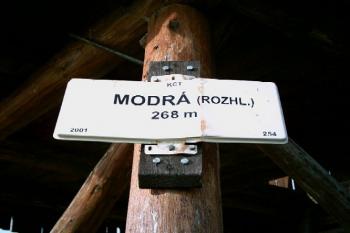 KČT
MODRÁ (ROZHL.)
268 m
2001 254